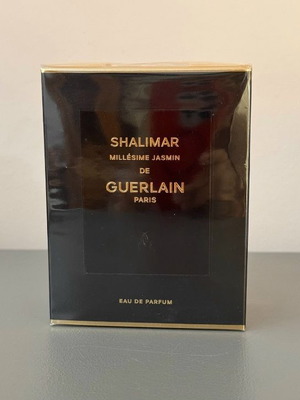 SHALIMAR
MILLÉSIME JASMIN
DE
GUERLAIN
PARIS
EAU DE PARFUM